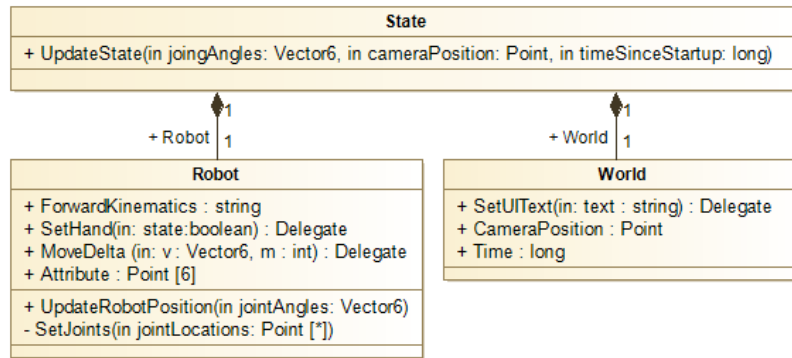 State
+ UpdateState(in joingAngles: Vector6, in cameraPosition: Point, in timeSinceStartup: long)
1
1
+ Robot
1
+ World
1
Robot
+ ForwardKinematics : string
+ SetHand(in: state:boolean) : Delegate
+ MoveDelta (in: v : Vector6, m : int) : Delegate
+ Attribute : Point [6]
+ UpdateRobotPosition(in jointAngles: Vector6)
- SetJoints(in jointLocations: Point [*])
World
+ SetUIText(in: text : string) : Delegate
+ CameraPosition : Point
+ Time : long